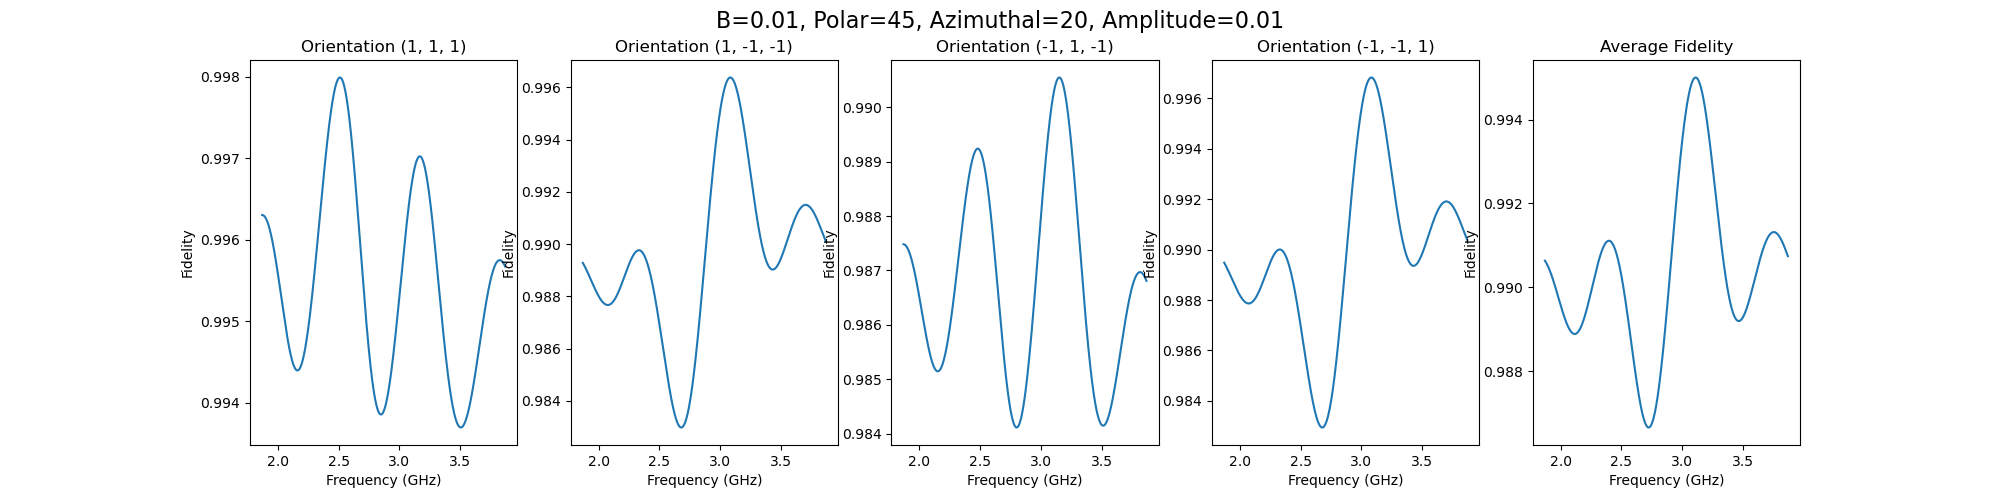 B=0.01, Polar=45, Azimuthal=20, Amplitude=0.01
Orientation (1, 1, 1)
0.998
0.997
0.996
0.995
0.994
Fidelity
2.0 2.5 3.0 3.5
Frequency (GHz)
Orientation (1, -1, -1)
0.996
0.994
0.992
0.990
0.988
0.986
0.984
Fidelity
2.0 2.5 3.0 3.5
Frequency (GHz)
Orientation (-1, 1, -1)
0.990
0.989
0.988
0.987
0.986
0.985
0.984
Fidelity
2.0 2.5 3.0 3.5
Frequency (GHz)
Orientation (-1, -1, 1)
0.996
0.994
0.992
0.990
0.988
0.986
0.984
Fidelity
2.0 2.5 3.0 3.5
Frequency (GHz)
Average Fidelity
0.994
0.992
0.990
0.988
Fidelity
2.0 2.5 3.0 3.5
Frequency (GHz)